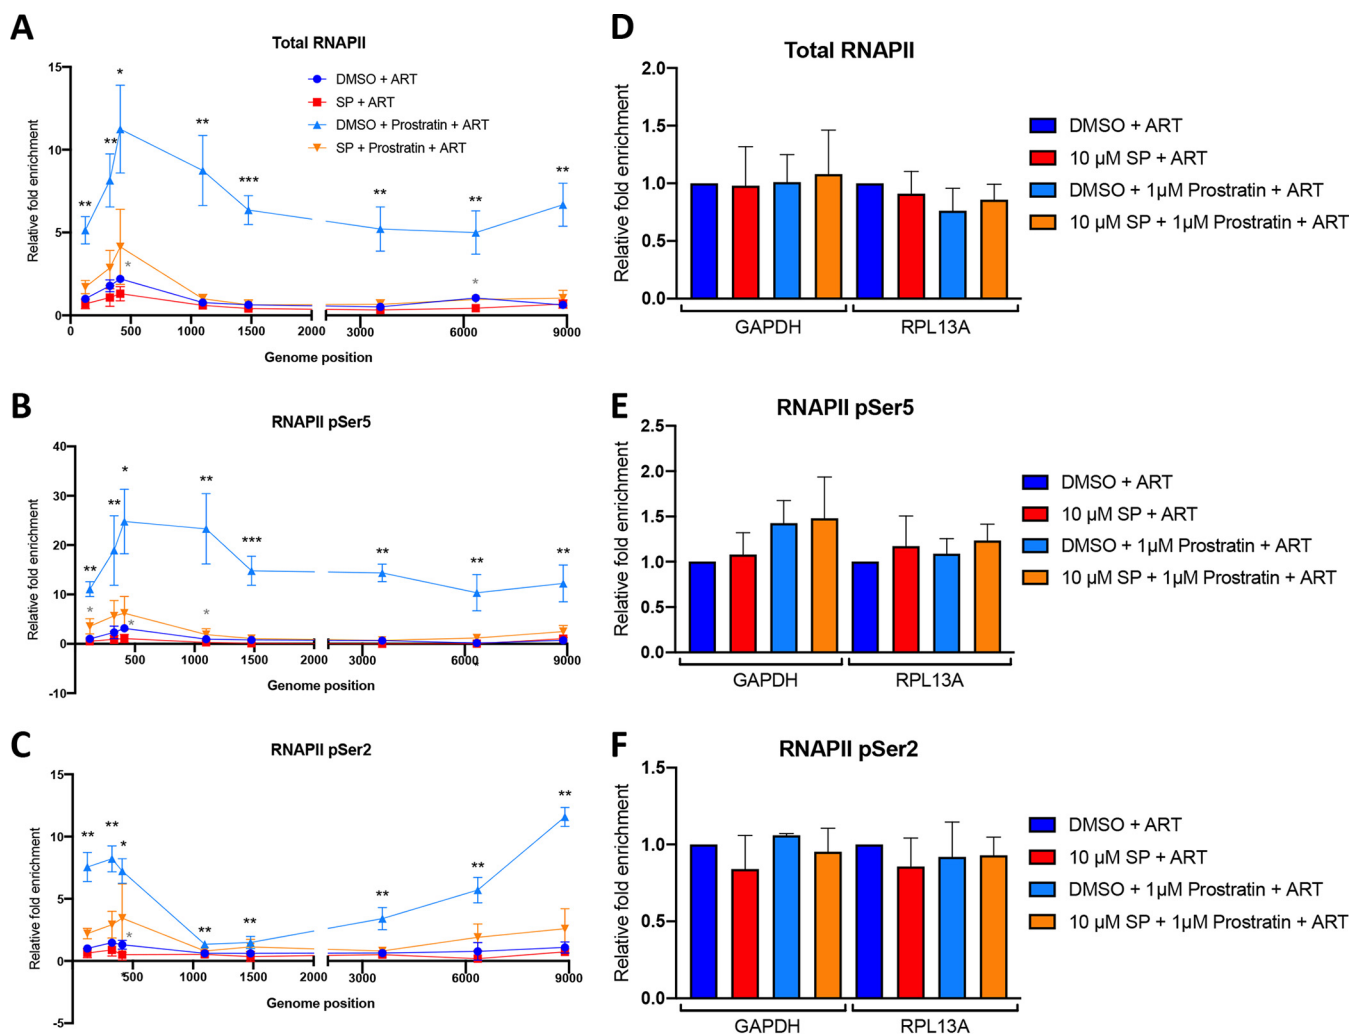 A
Total RNAPII
Relative fold enrichment
15
10
5
0
* 
**
**
**
***
**
**
**
*
*
DMSO + ART
SP + ART
DMSO + Prostratin + ART
SP + Prostratin + ART
0 500 1000 1500 2000 3000 6000 9000
Genome position
D
Total RNAPII
Relative fold enrichment
2.0
1.5
1.0
0.5
0.0
GAPDH RPL13A
DMSO + ART
10 µM SP + ART
DMSO + 1µM Prostratin + ART
10 µM SP + 1µM Prostratin + ART
B
RNAPII pSer5
Relative fold enrichment
40
30
20
10
0
-10
*
**
**
**
***
**
**
**
*
*
*
500 1000 1500 2000 3000 6000 9000
Genome position
E
RNAPII pSer5
Relative fold enrichment
2.5
2.0
1.5
1.0
0.5
0.0
GAPDH RPL13A
DMSO + ART
10 µM SP + ART
DMSO + 1µM Prostratin + ART
10 µM SP + 1µM Prostratin + ART
C
RNAPII pSer2
Relative fold enrichment
15
10
5
0
-5
**
**
*
**
**
**
**
**
*
500 1000 1500 2000 3000 6000 9000
Genome position
F
RNAPII pSer2
Relative fold enrichment
1.5
1.0
0.5
0.0
GAPDH RPL13A
DMSO + ART
10 µM SP + ART
DMSO + 1µM Prostratin + ART
10 µM SP + 1µM Prostratin + ART